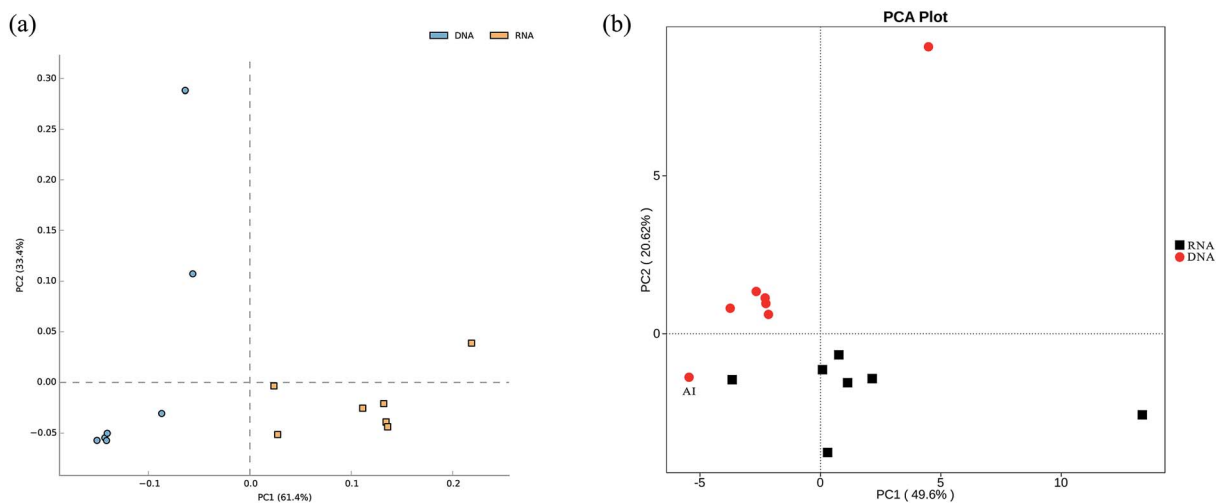 (a)
DNA RNA
0.30
0.25
0.20
0.15
0.10
0.05
0.00
−0.05
PC2 (33.4%)
−0.1 0.0 0.1 0.2
PC1 (61.4%)
(b)
PCA Plot
5
0
PC2 ( 20.62% )
AI
-5 0 5 10
PC1 ( 49.6% )
RNA
DNA